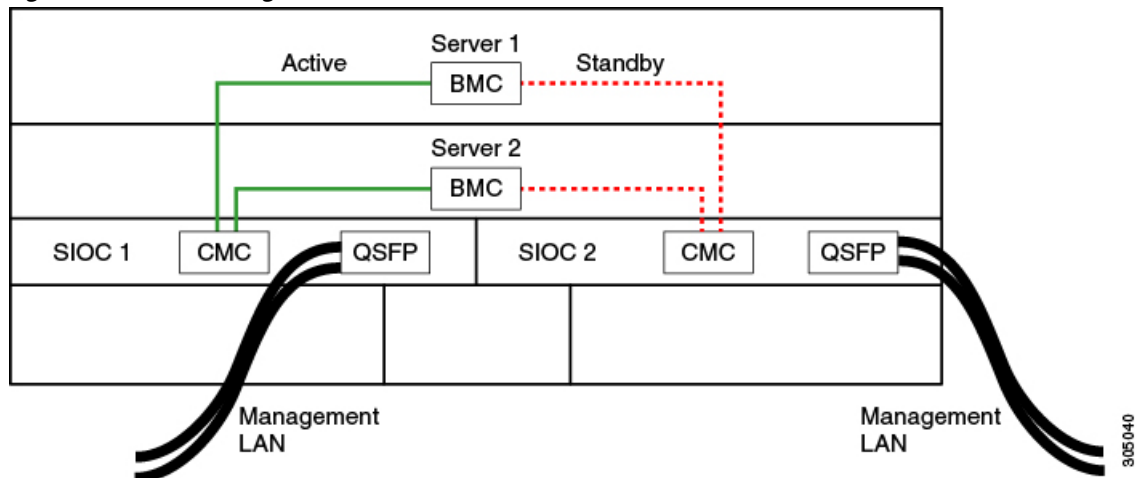 Server 1
Active
BMC
Standby
Server 2
BMC
SIOC 1
CMC
QSFP
SIOC 2
CMC
QSFP
Management
LAN
Management
LAN
305040